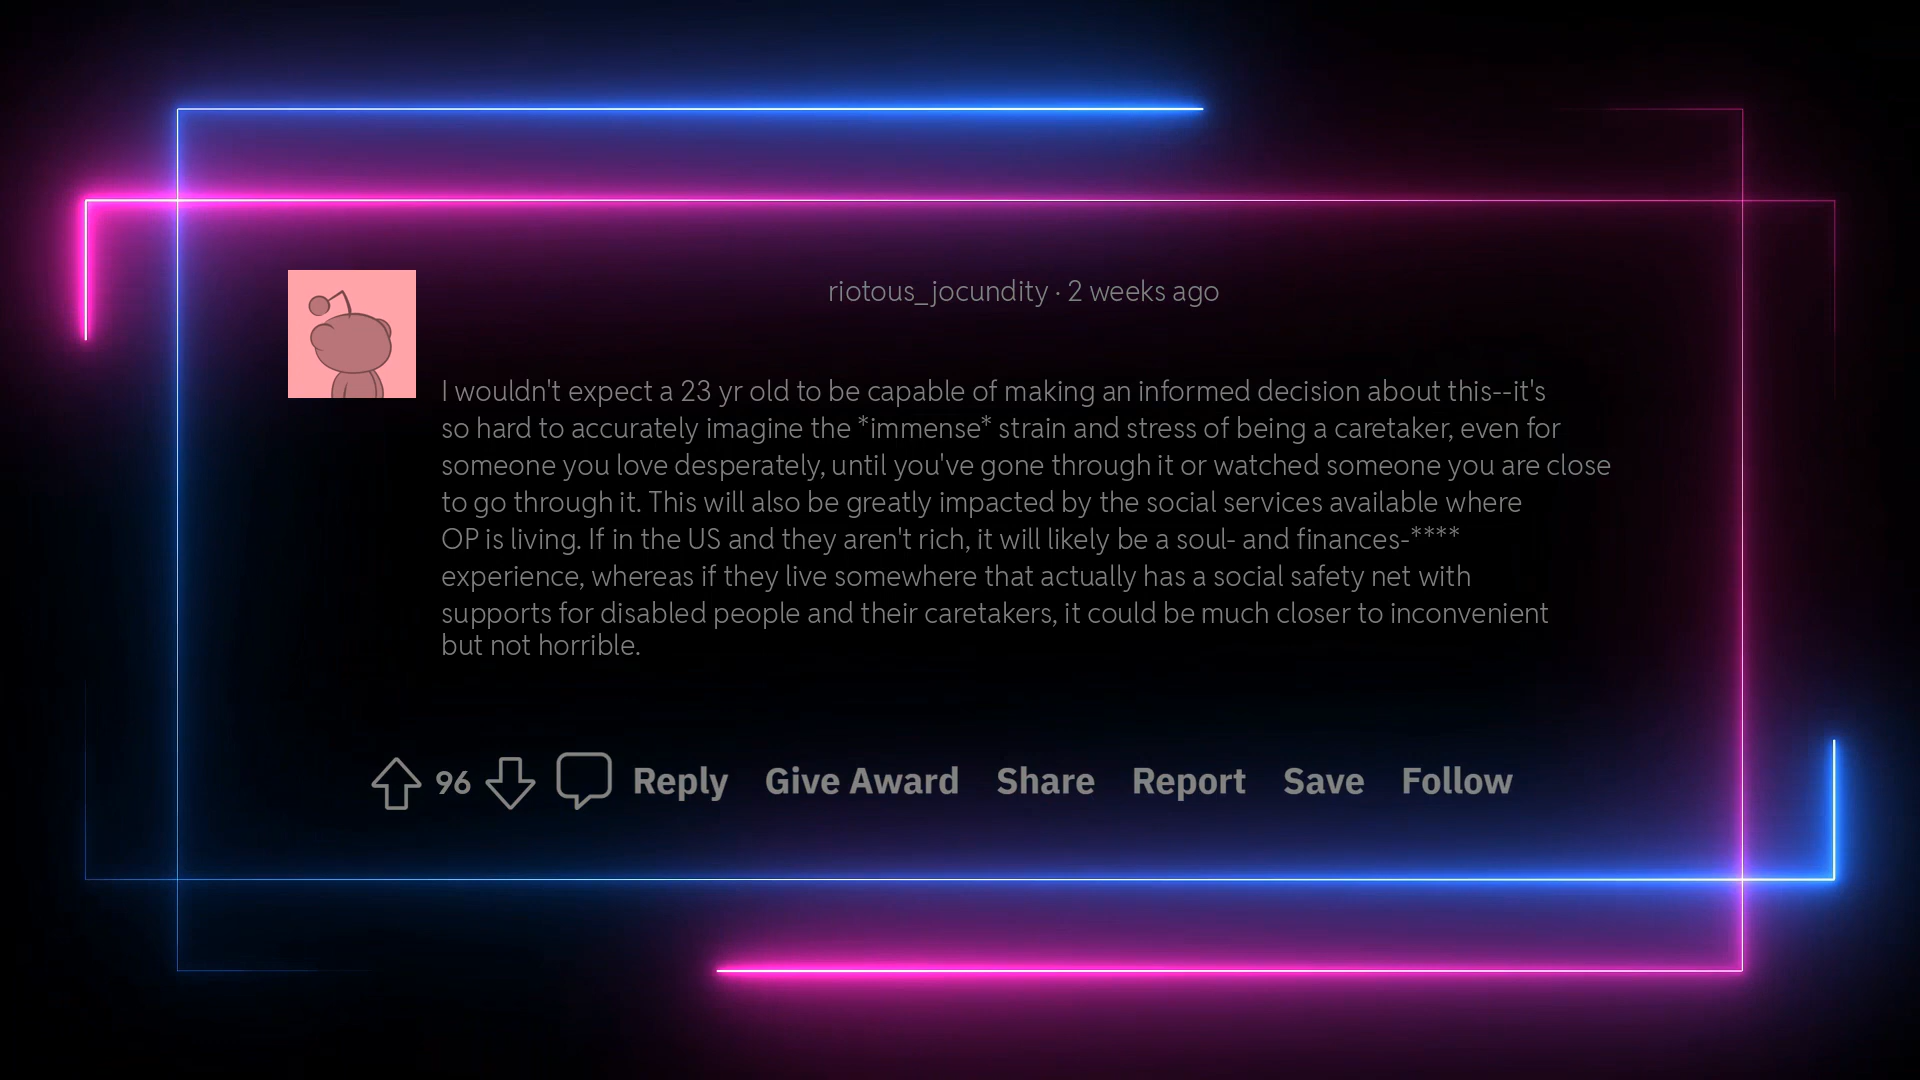 riotous_jocundity · 2 weeks ago
I wouldn't expect a 23 yr old to be capable of making an informed decision about this--it's
so hard to accurately imagine the *immense* strain and stress of being a caretaker, even for
someone you love desperately, until you've gone through it or watched someone you are close
to go through it. This will also be greatly impacted by the social services available where
OP is living. If in the US and they aren't rich, it will likely be a soul- and finances-****
experience, whereas if they live somewhere that actually has a social safety net with
supports for disabled people and their caretakers, it could be much closer to inconvenient
but not horrible.
96 Reply Give Award Share Report Save Follow